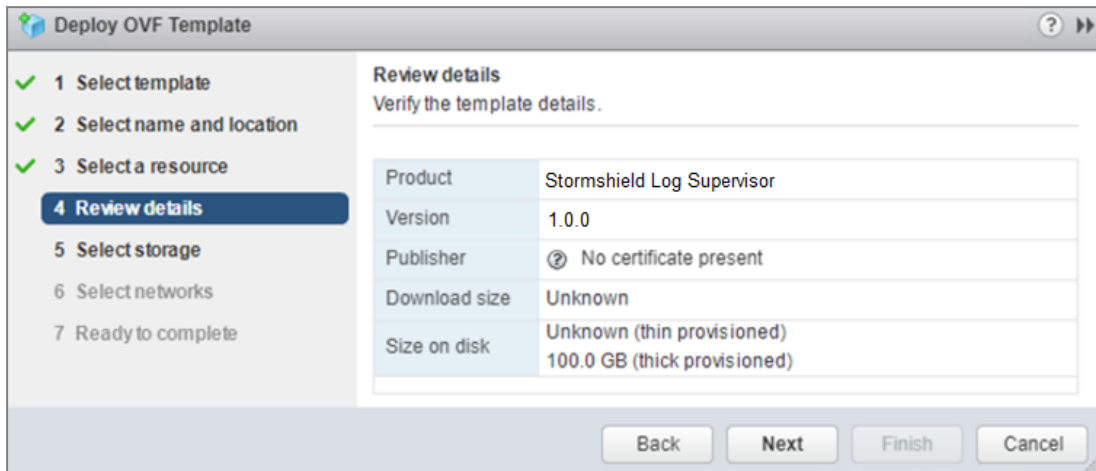 Deploy OVF Template
1 Select template
2 Select name and location
3 Select a resource
4 Review details
5 Select storage
6 Select networks
7 Ready to complete
Review details
Verify the template details.
Product Stormshield Log Supervisor
Version 1.0.0
Publisher No certificate present
Download size Unknown
Size on disk Unknown (thin provisioned)
100.0 GB (thick provisioned)
Back Next Finish Cancel